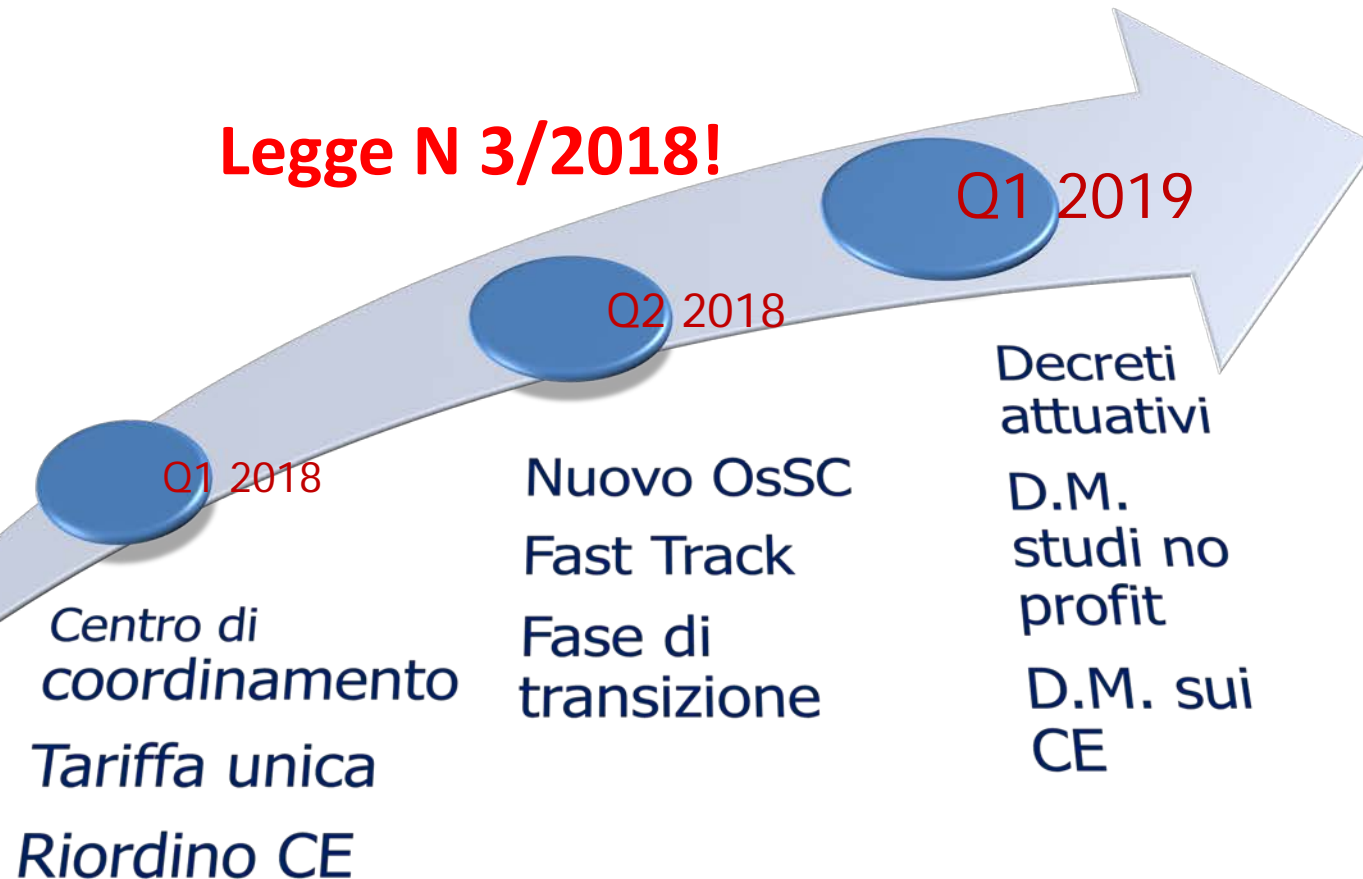 Legge N 3/2018!
Q1 2018
Centro di
coordinamento
Tariffa unica
Riordino CE
Q2 2018
Nuovo OsSC
Fast Track
Fase di
transizione
Q1 2019
Decreti
attuativi
D.M.
studi no
profit
D.M. sui
CE